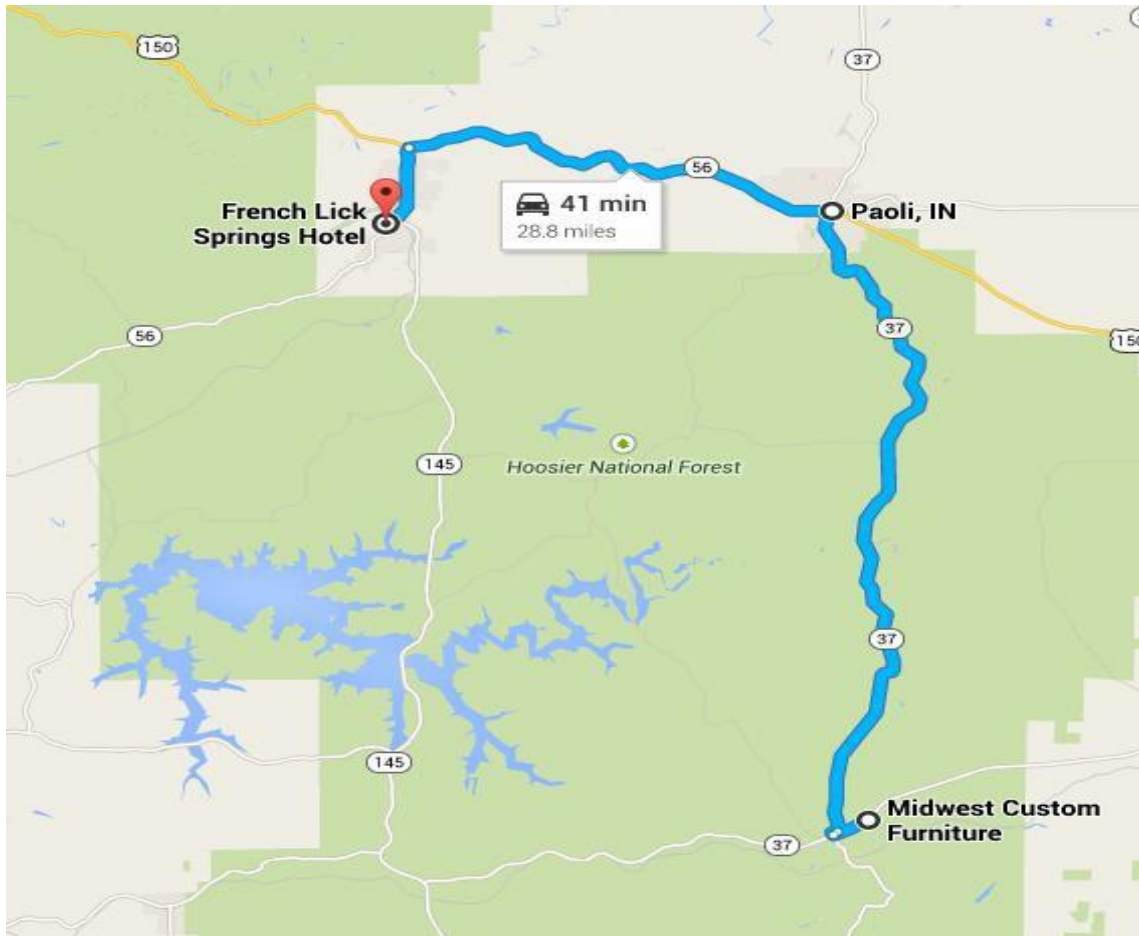 150
37
56
French Lick
Springs Hotel
41 min
28.8 miles
Paoli, IN
37
56
150
145
Hoosier National Forest
37
145
Midwest Custom
Furniture
37